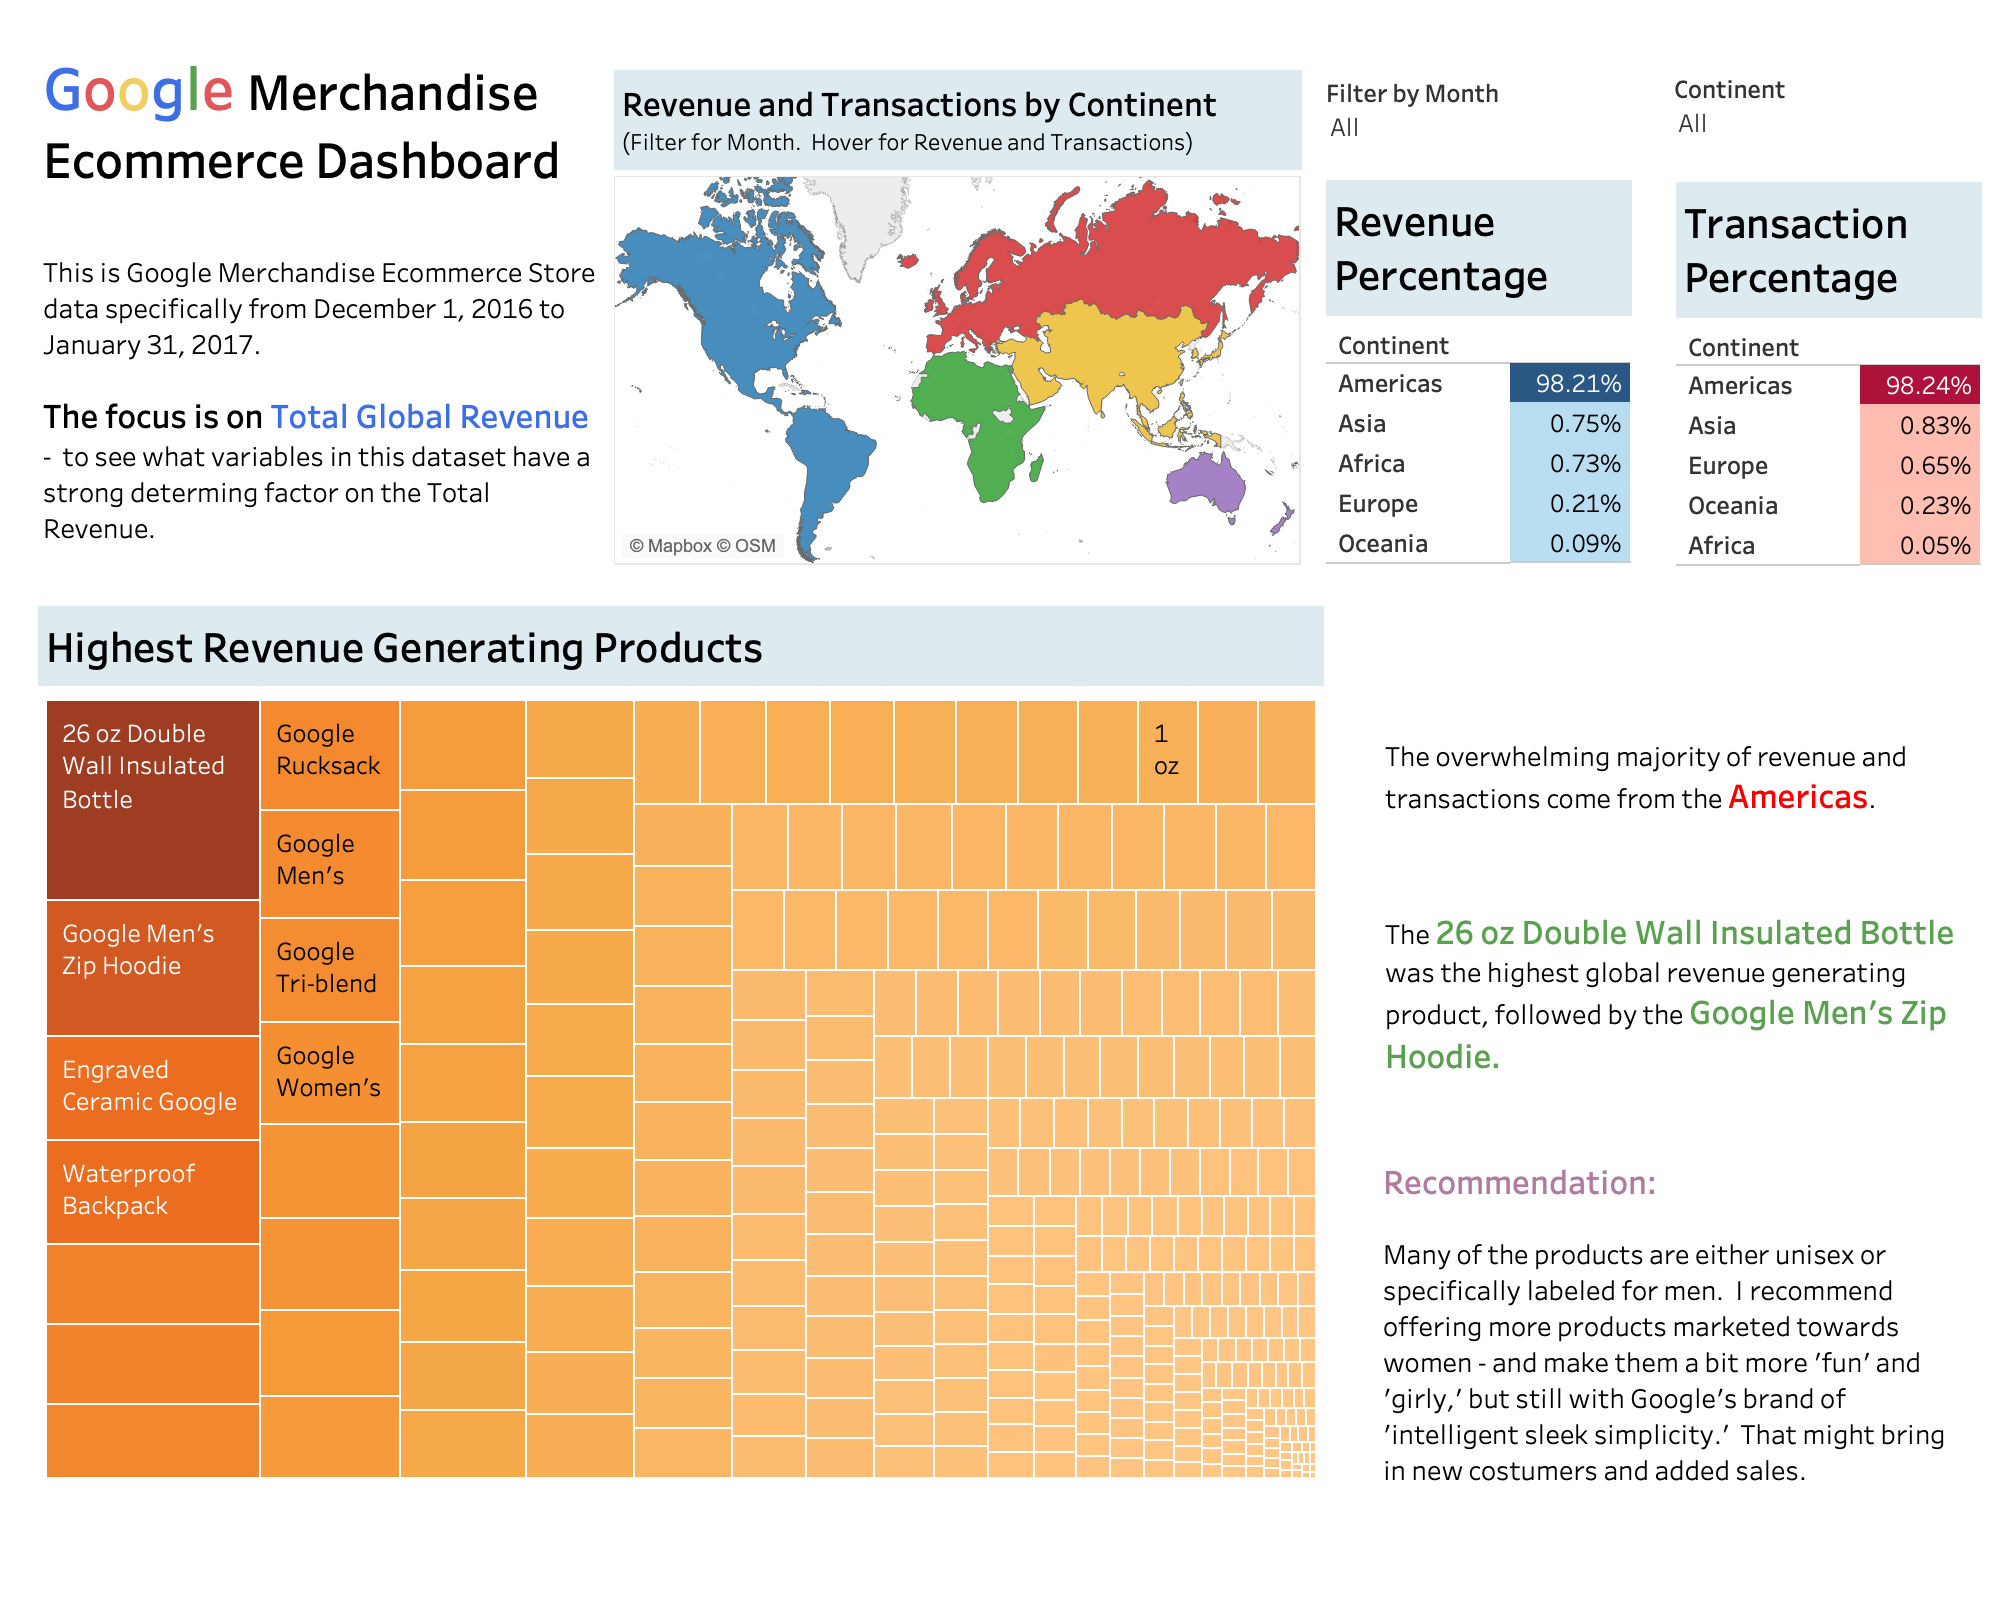 Google Merchandise
Ecommerce Dashboard
This is Google Merchandise Ecommerce Store
data specifically from December 1, 2016 to
January 31, 2017.
The focus is on Total Global Revenue
- to see what variables in this dataset have a
strong determing factor on the Total
Revenue.
Revenue and Transactions by Continent
(Filter for Month. Hover for Revenue and Transactions)
© Mapbox © OSM
Filter by Month
All
Continent
All
Revenue
Percentage
Continent
Americas 98.21%
Asia 0.75%
Africa 0.73%
Europe 0.21%
Oceania 0.09%
Transaction
Percentage
Continent
Americas 98.24%
Asia 0.83%
Europe 0.65%
Oceania 0.23%
Africa 0.05%
Highest Revenue Generating Products
26 oz Double
Wall Insulated
Bottle
Google Men's
Zip Hoodie
Engraved
Ceramic Google
Waterproof
Backpack
Google
Rucksack
Google
Men's
Google
Tri-blend
Google
Women's
1
oz
The overwhelming majority of revenue and
transactions come from the Americas.
The 26 oz Double Wall Insulated Bottle
was the highest global revenue generating
product, followed by the Google Men's Zip
Hoodie.
Recommendation:
Many of the products are either unisex or
specifically labeled for men. I recommend
offering more products marketed towards
women - and make them a bit more 'fun' and
'girly,' but still with Google's brand of
'intelligent sleek simplicity.' That might bring
in new costumers and added sales.